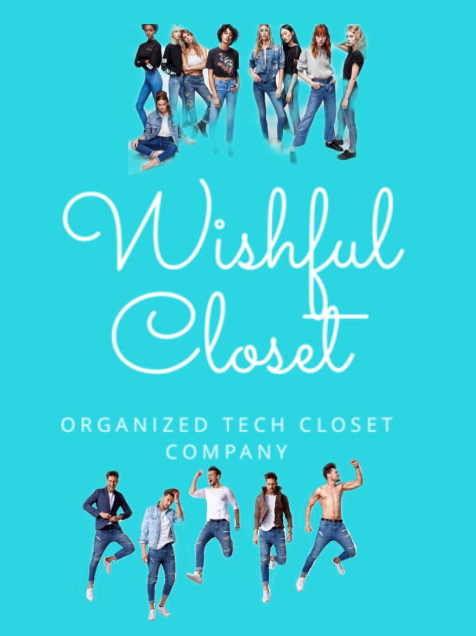 Wishful
Closet
ORGANIZED TECH CLOSET
COMPANY